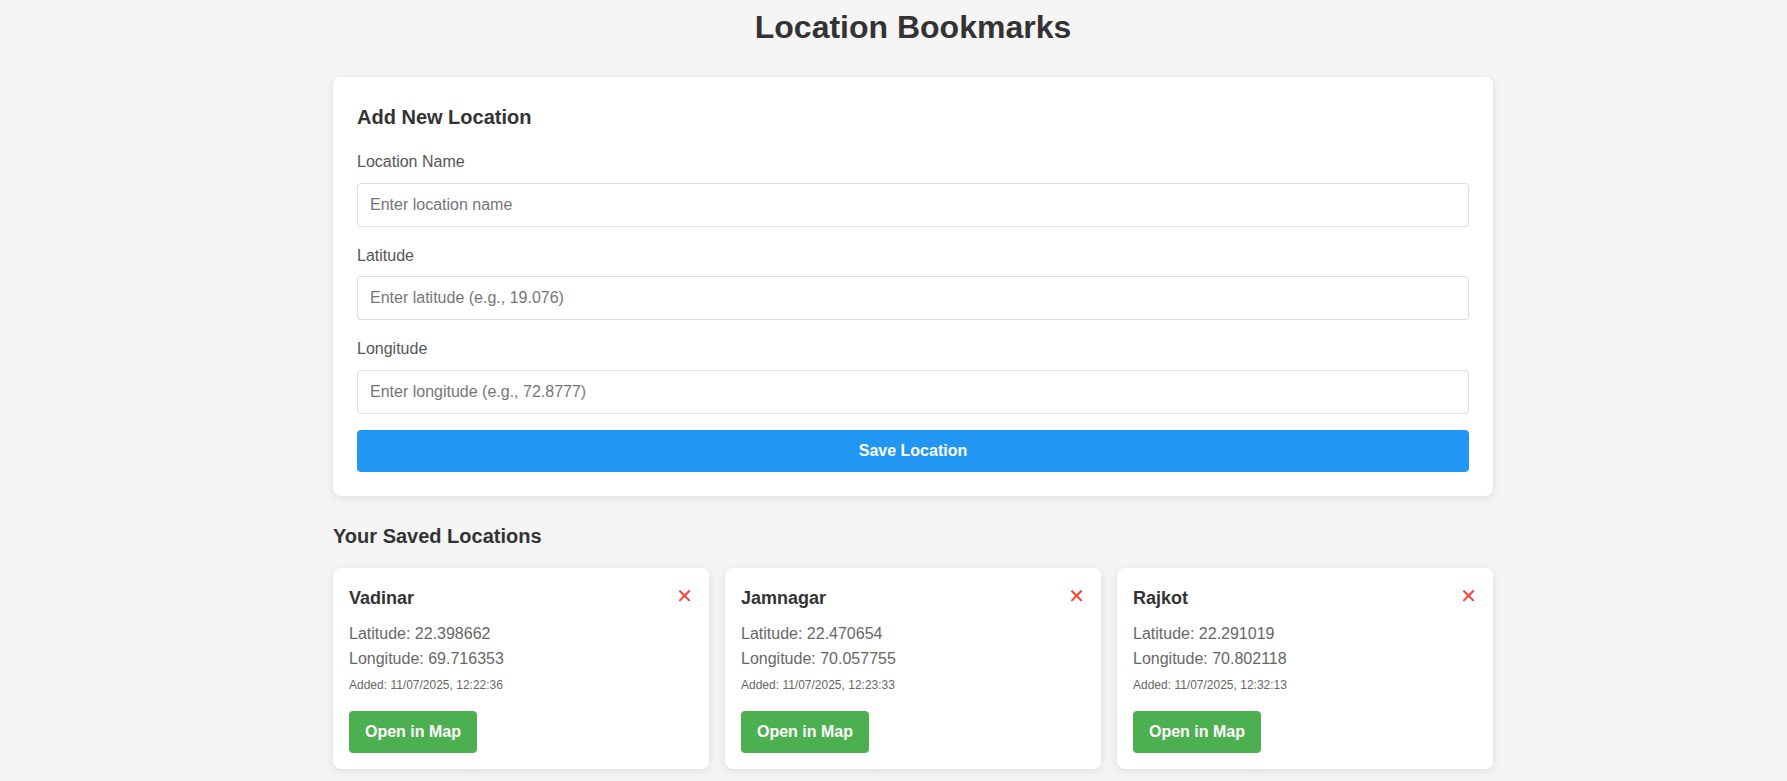 Location Bookmarks
Add New Location
Location Name
Enter location name
Latitude
Enter latitude (e.g., 19.076)
Longitude
Enter longitude (e.g., 72.8777)
Save Location
Your Saved Locations
Vadinar
Latitude: 22.398662
Longitude: 69.716353
Added: 11/07/2025, 12:22:36
Open in Map
Jamnagar
Latitude: 22.470654
Longitude: 70.057755
Added: 11/07/2025, 12:23:33
Open in Map
Rajkot
Latitude: 22.291019
Longitude: 70.802118
Added: 11/07/2025, 12:32:13
Open in Map